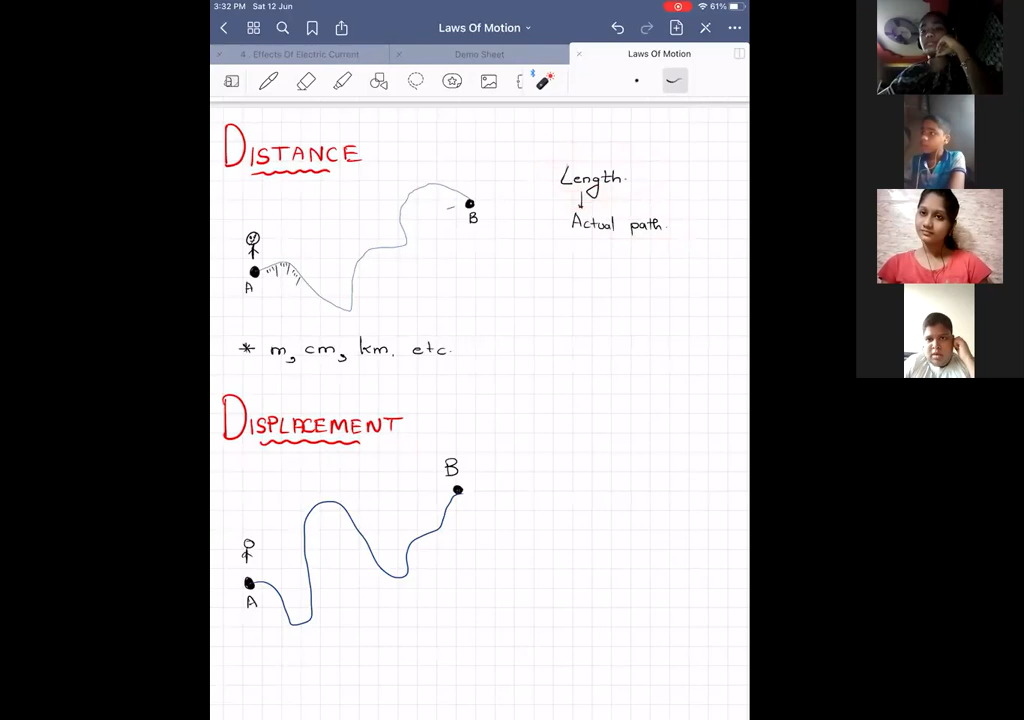 3:32 PM Sat 12 Jun
61%
Laws Of Motion
4. Effects Of Electric Current
Demo Sheet
Laws Of Motion
DISTANCE
Length.
Actual path.
B
A
* m, cm, km. etc.
DISPLACEMENT
B
A